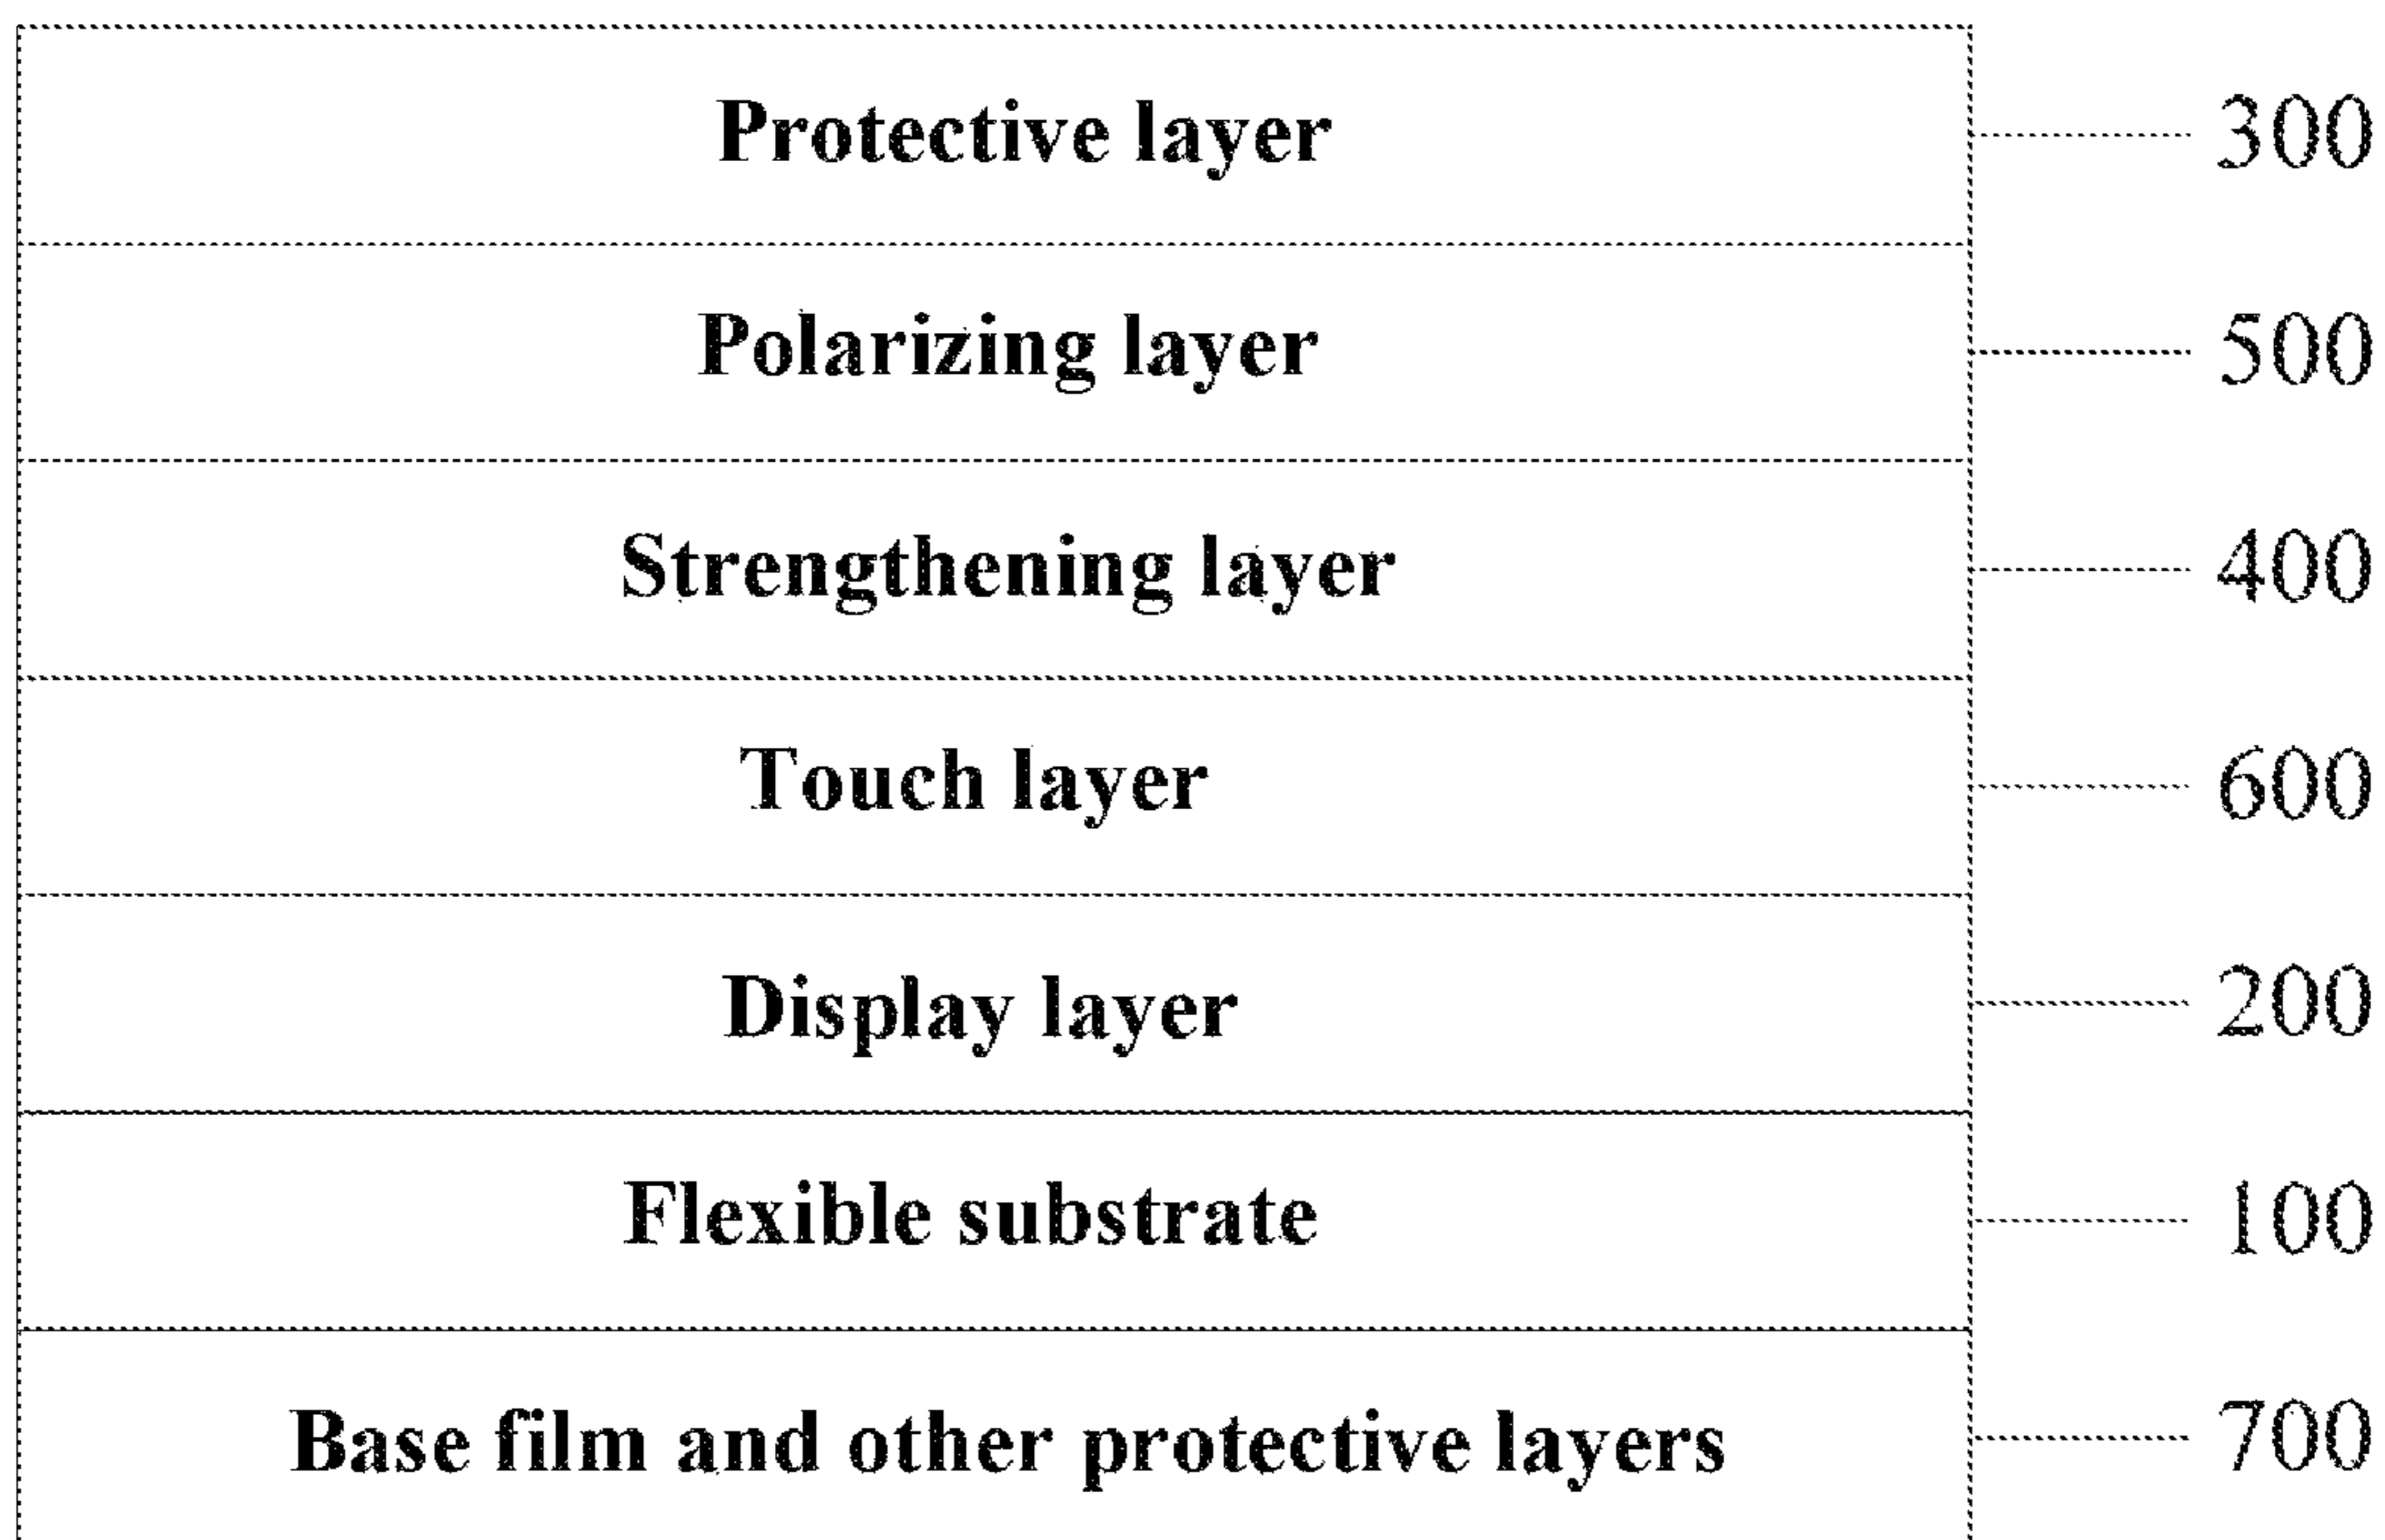 Protective layer 300
Polarizing layer 500
Strengthening layer 400
Touch layer 600
Display layer 200
Flexible substrate 100
Base film and other protective layers 700